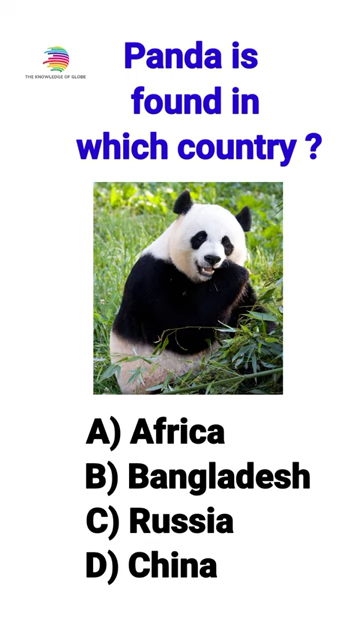 THE KNOWLEDGE OF GLOBE
Panda is
found in
which country ?
A) Africa
B) Bangladesh
C) Russia
D) China